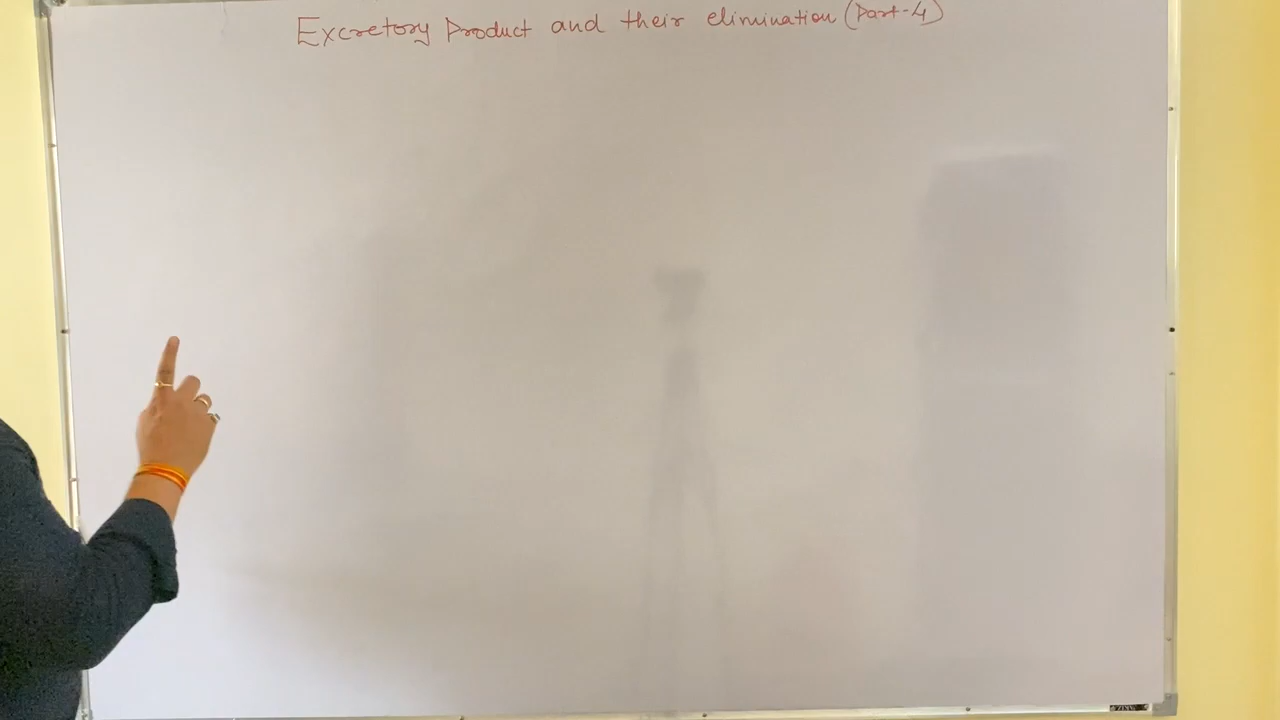 Excretory Product and their elimination (Part-4)